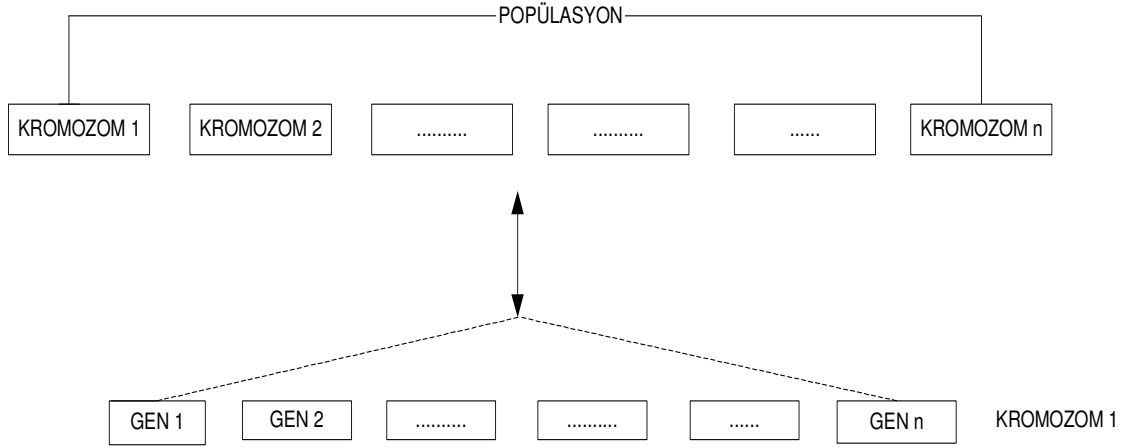 POPÜLASYON
KROMOZOM 1 KROMOZOM 2 .......... .......... ...... KROMOZOM n
GEN 1 GEN 2 .......... .......... ...... GEN n KROMOZOM 1